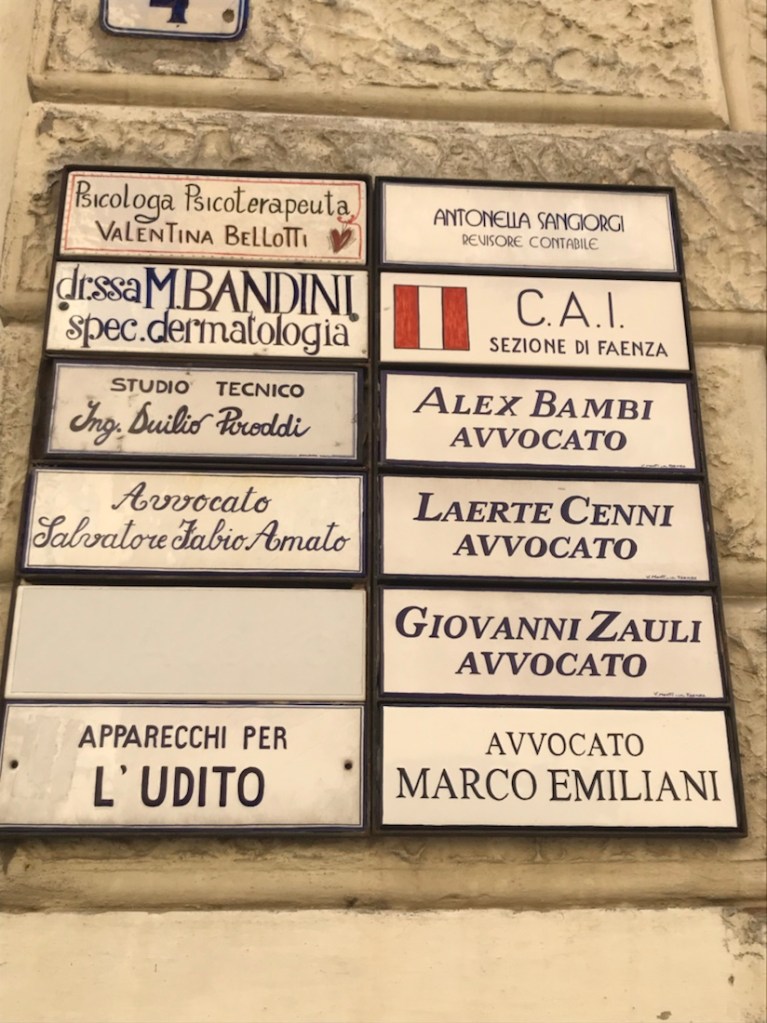 4
Psicologa Psicoterapeuta
VALENTINA BELLOTTI
dr.ssa M.BANDINI
spec.dermatologia
STUDIO TECNICO
Ing. Duilio Piroddi
Avvocato
Salvatore Fabio Amato
APPARECCHI PER
L'UDITO
ANTONELLA SANGIORGI
REVISORE CONTABILE
C.A.I.
SEZIONE DI FAENZA
ALEX BAMBI
AVVOCATO
LAERTE CENNI
AVVOCATO
GIOVANNI ZAULI
AVVOCATO
AVVOCATO
MARCO EMILIANI